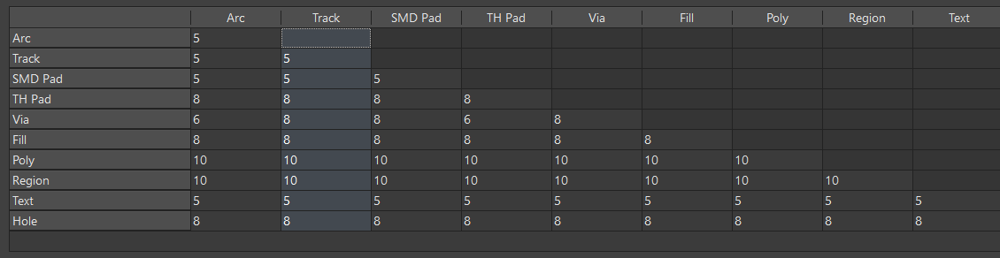 Arc Track SMD Pad TH Pad Via Fill Poly Region Text
Arc 5
Track 5 5
SMD Pad 5 5 5
TH Pad 8 8 8 8
Via 6 8 8 6 8
Fill 8 8 8 8 8 8
Poly 10 10 10 10 10 10 10
Region 10 10 10 10 10 10 10 10
Text 5 5 5 5 5 5 5 5 5
Hole 8 8 8 8 8 8 8 8 8